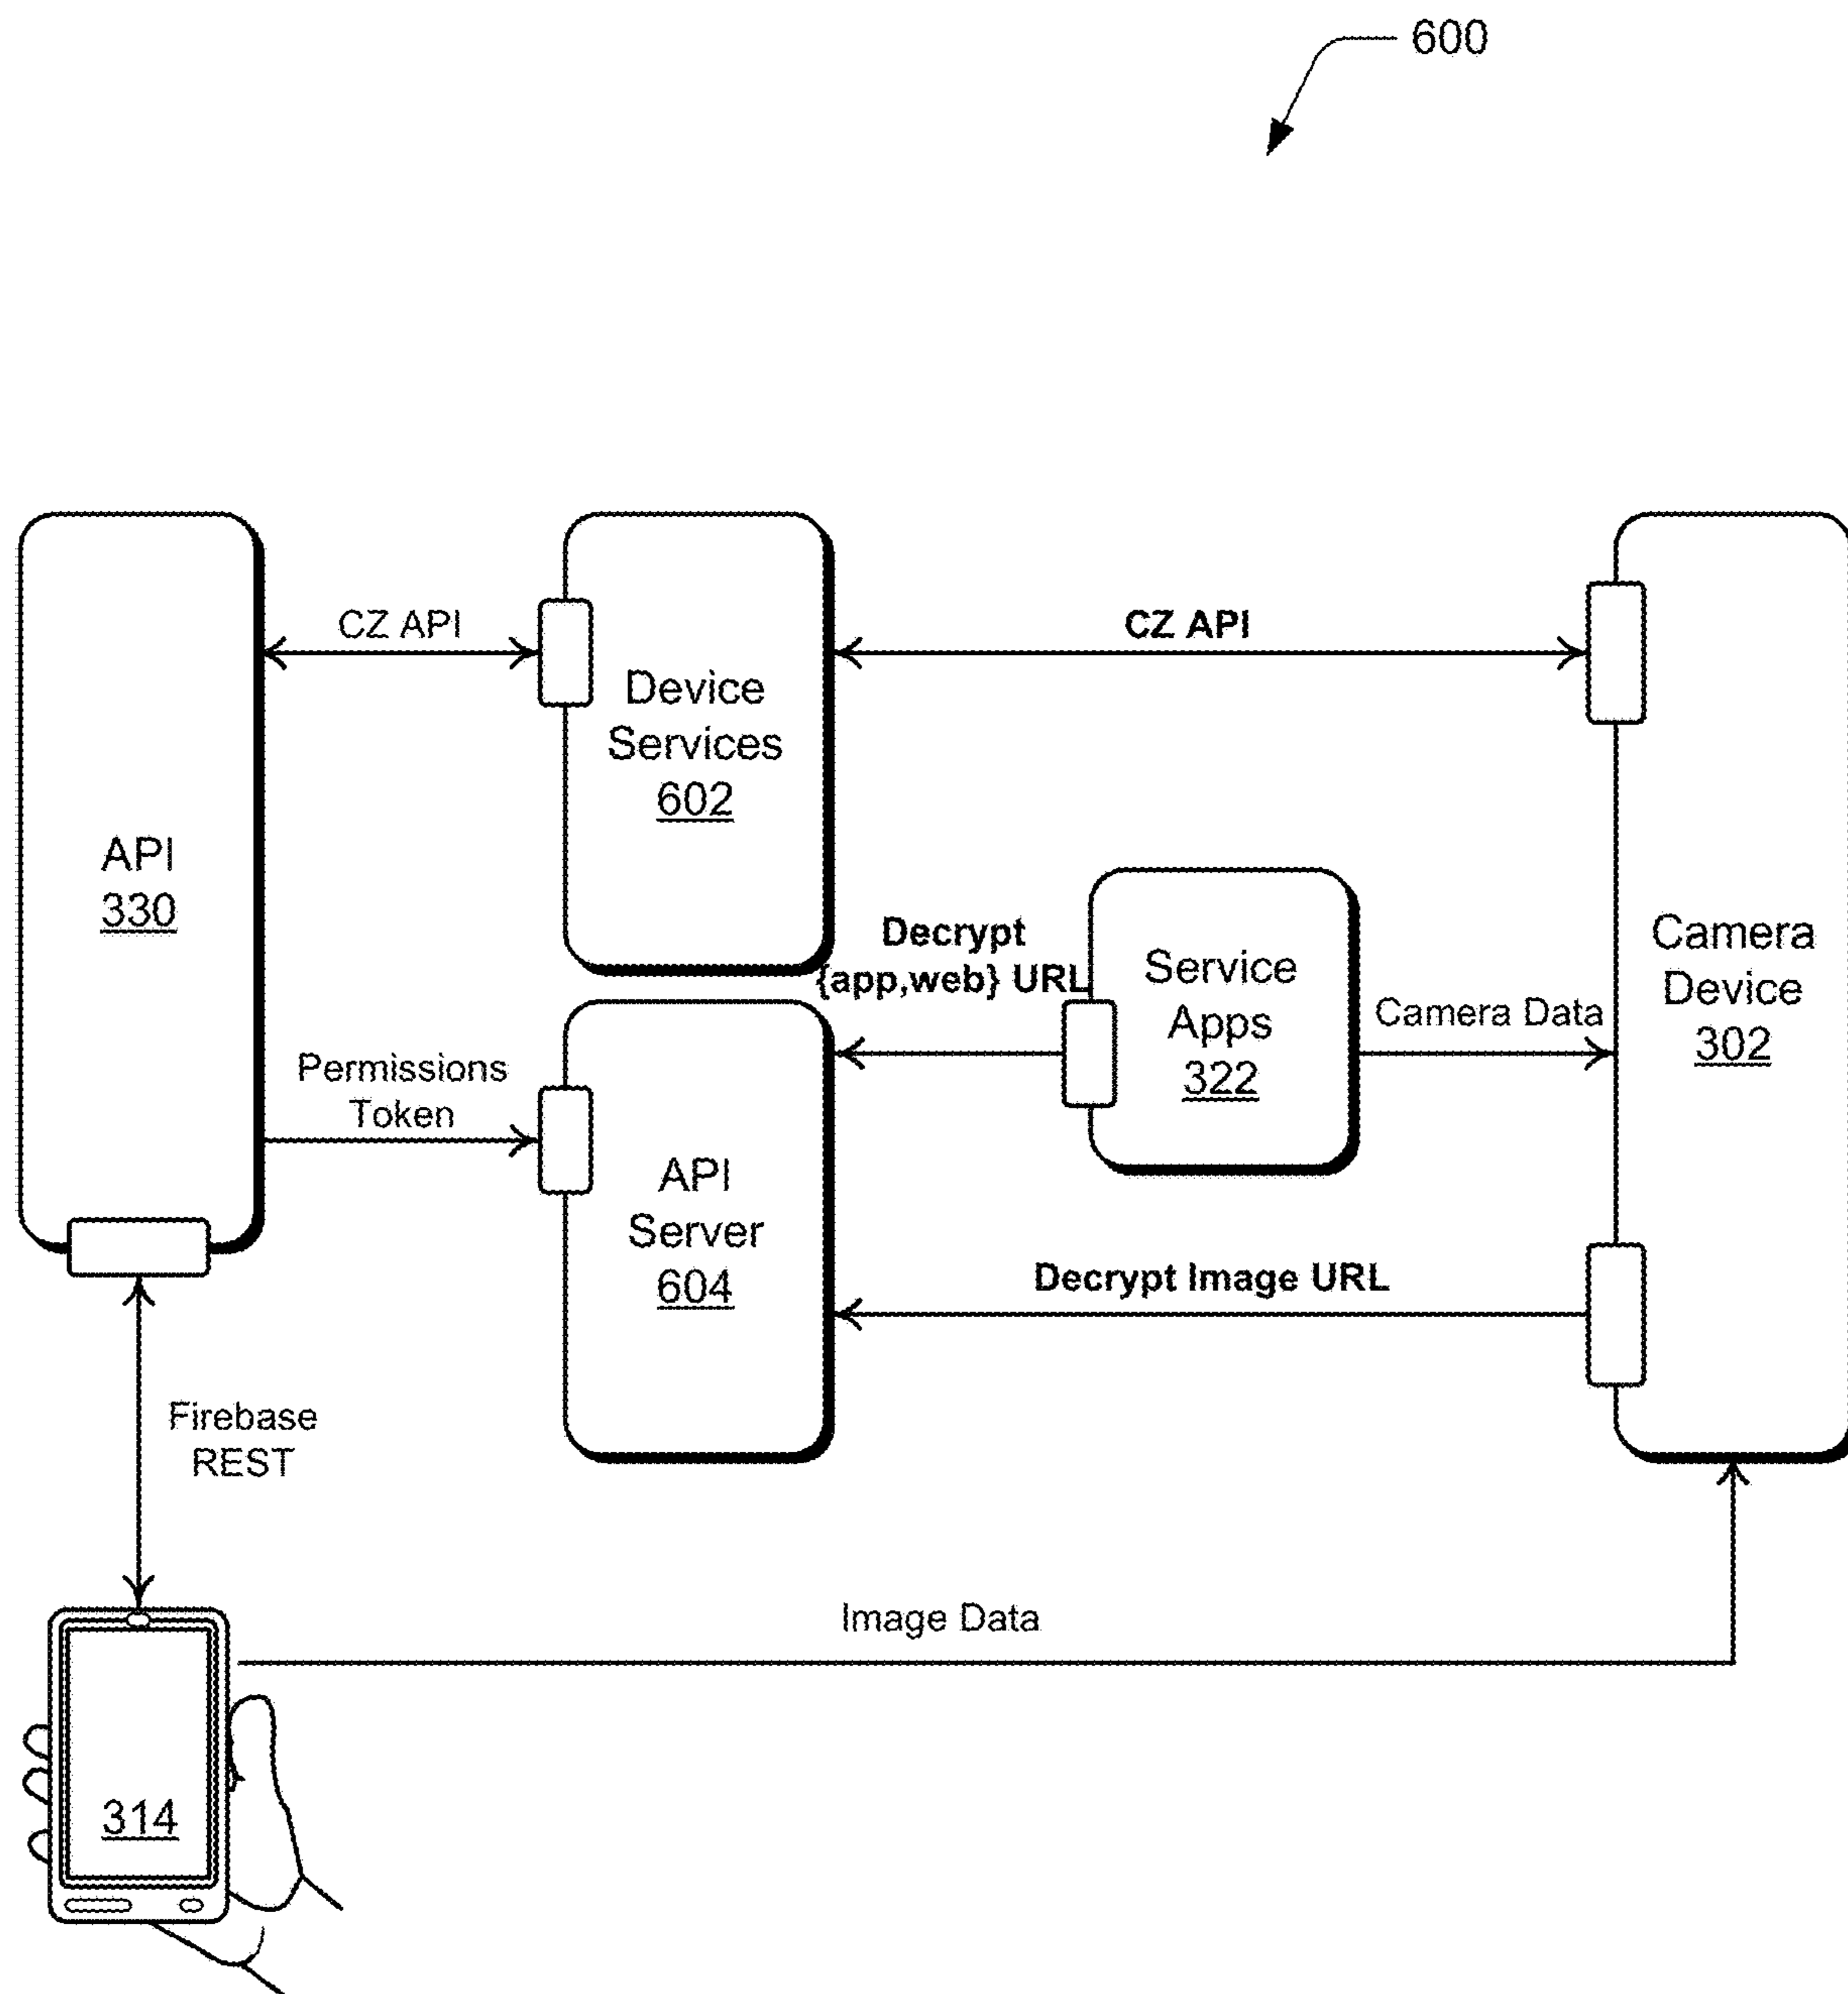 600
CZ API
CZ API
Device
Services
602
API
330
Decrypt
{app,web} URL
Service
Apps
322
Camera Data
Camera
Device
302
Permissions
Token
API
Server
604
Decrypt Image URL
Firebase
REST
Image Data
314